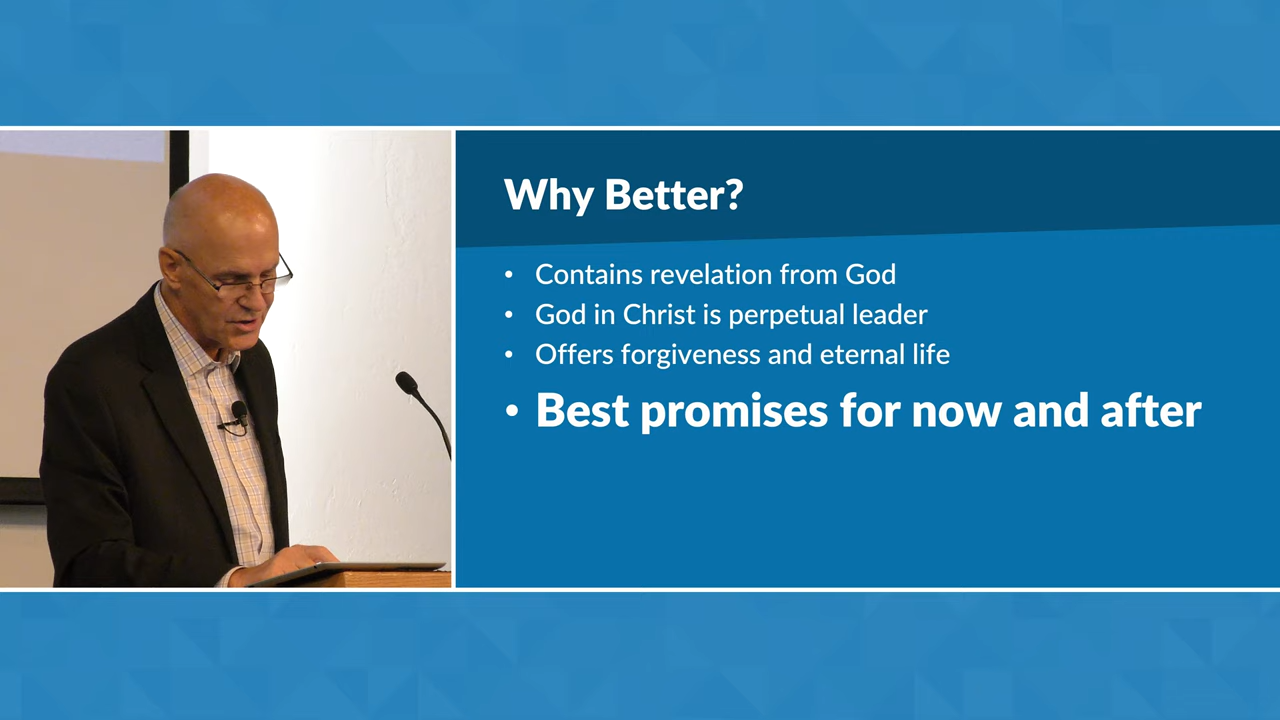 Why Better?
• Contains revelation from God
• God in Christ is perpetual leader
• Offers forgiveness and eternal life
• Best promises for now and after